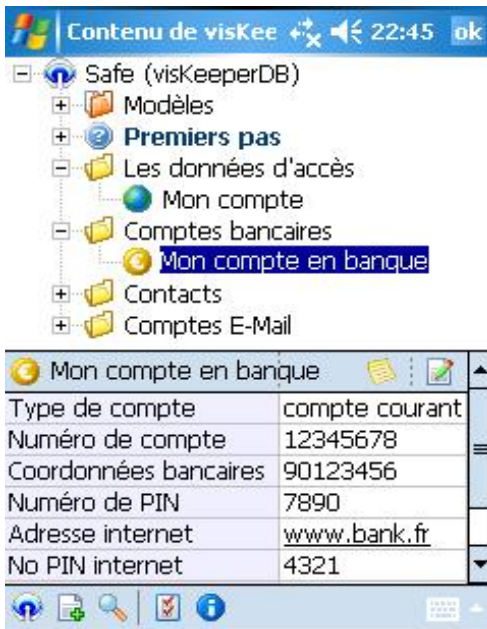 Contenu de visKee 22:45 ok
Safe (visKeeperDB)
Modèles
Premiers pas
Les données d'accès
Mon compte
Comptes bancaires
Mon compte en banque
Contacts
Comptes E-Mail
Mon compte en banque
Type de compte compte courant
Numéro de compte 12345678
Coordonnées bancaires 90123456
Numéro de PIN 7890
Adresse internet www.bank.fr
No PIN internet 4321